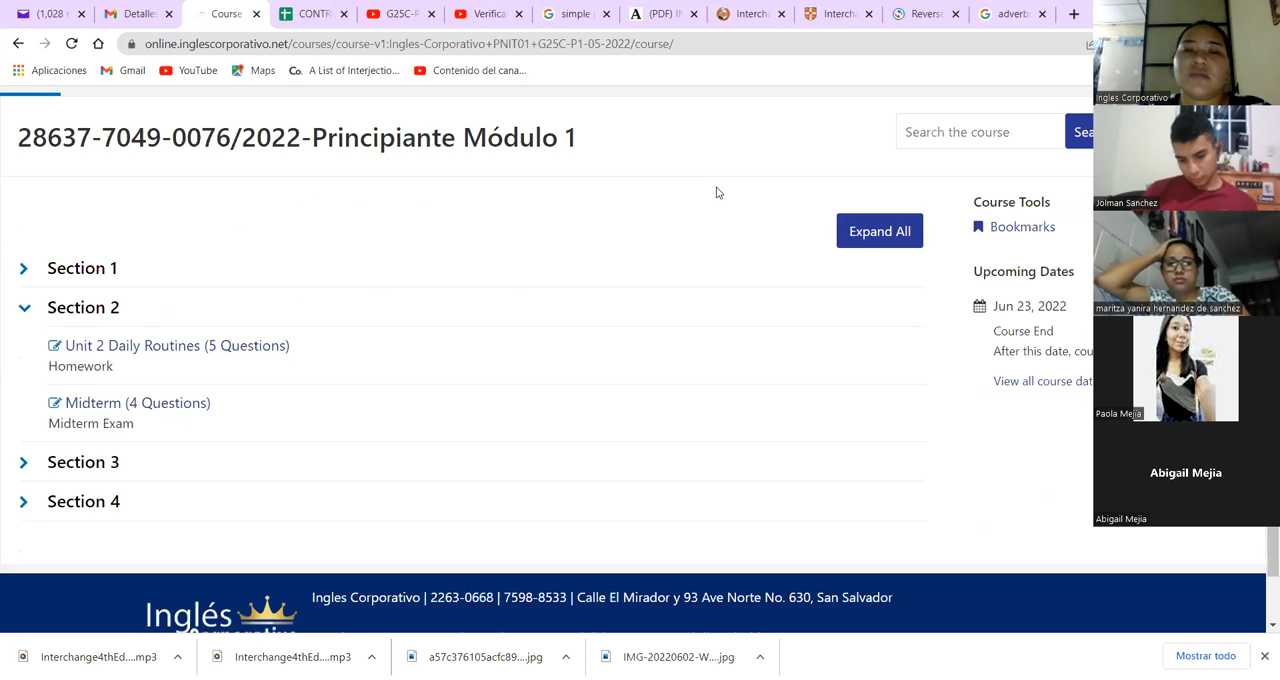 (1,028 r
Detalles
Course
CONTR
G25C-P
Verifica
simple
(PDF) IN
Interch
Interch
Revers
adverb
online.inglescorporativo.net/courses/course-v1:Ingles-Corporativo+PNIT01+G25C-P1-05-2022/course/
Aplicaciones
Gmail
YouTube
Maps
A List of Interjectio...
Contenido del cana...
28637-7049-0076/2022-Principiante Módulo 1
Search the course
Sea
Expand All
Section 1
Section 2
Unit 2 Daily Routines (5 Questions)
Homework
Midterm (4 Questions)
Midterm Exam
Section 3
Section 4
Course Tools
Bookmarks
Upcoming Dates
Jun 23, 2022
Course End
After this date, cou
View all course dat
Ingles Corporativo
Jolman Sanchez
maritza yanira hernandez de sanchez
Paola Mejia
Abigail Mejia
Abigail Mejia
Inglés
Ingles Corporativo | 2263-0668 | 7598-8533 | Calle El Mirador y 93 Ave Norte No. 630, San Salvador
Interchange4thEd....mp3
Interchange4thEd....mp3
a57c376105acfc89....jpg
IMG-20220602-W....jpg
Mostrar todo